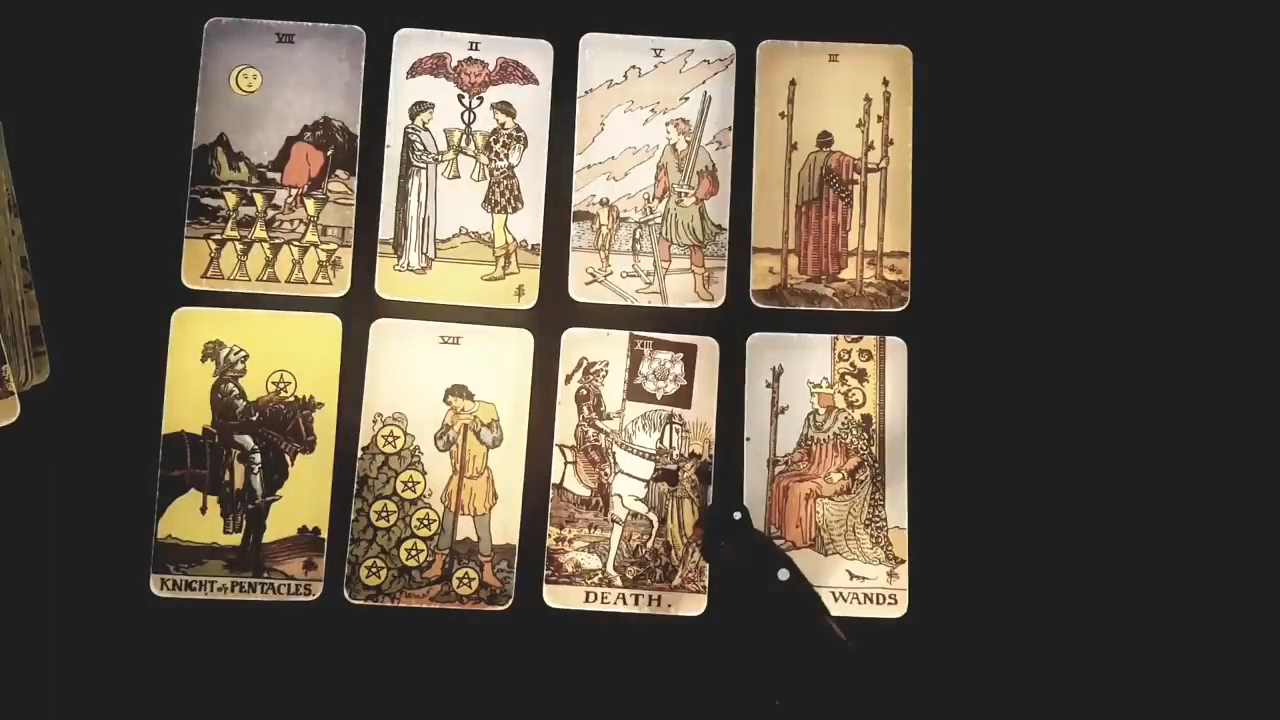 VIII
II
V
III
VII
XIII
KNIGHT of PENTACLES.
DEATH.
WANDS